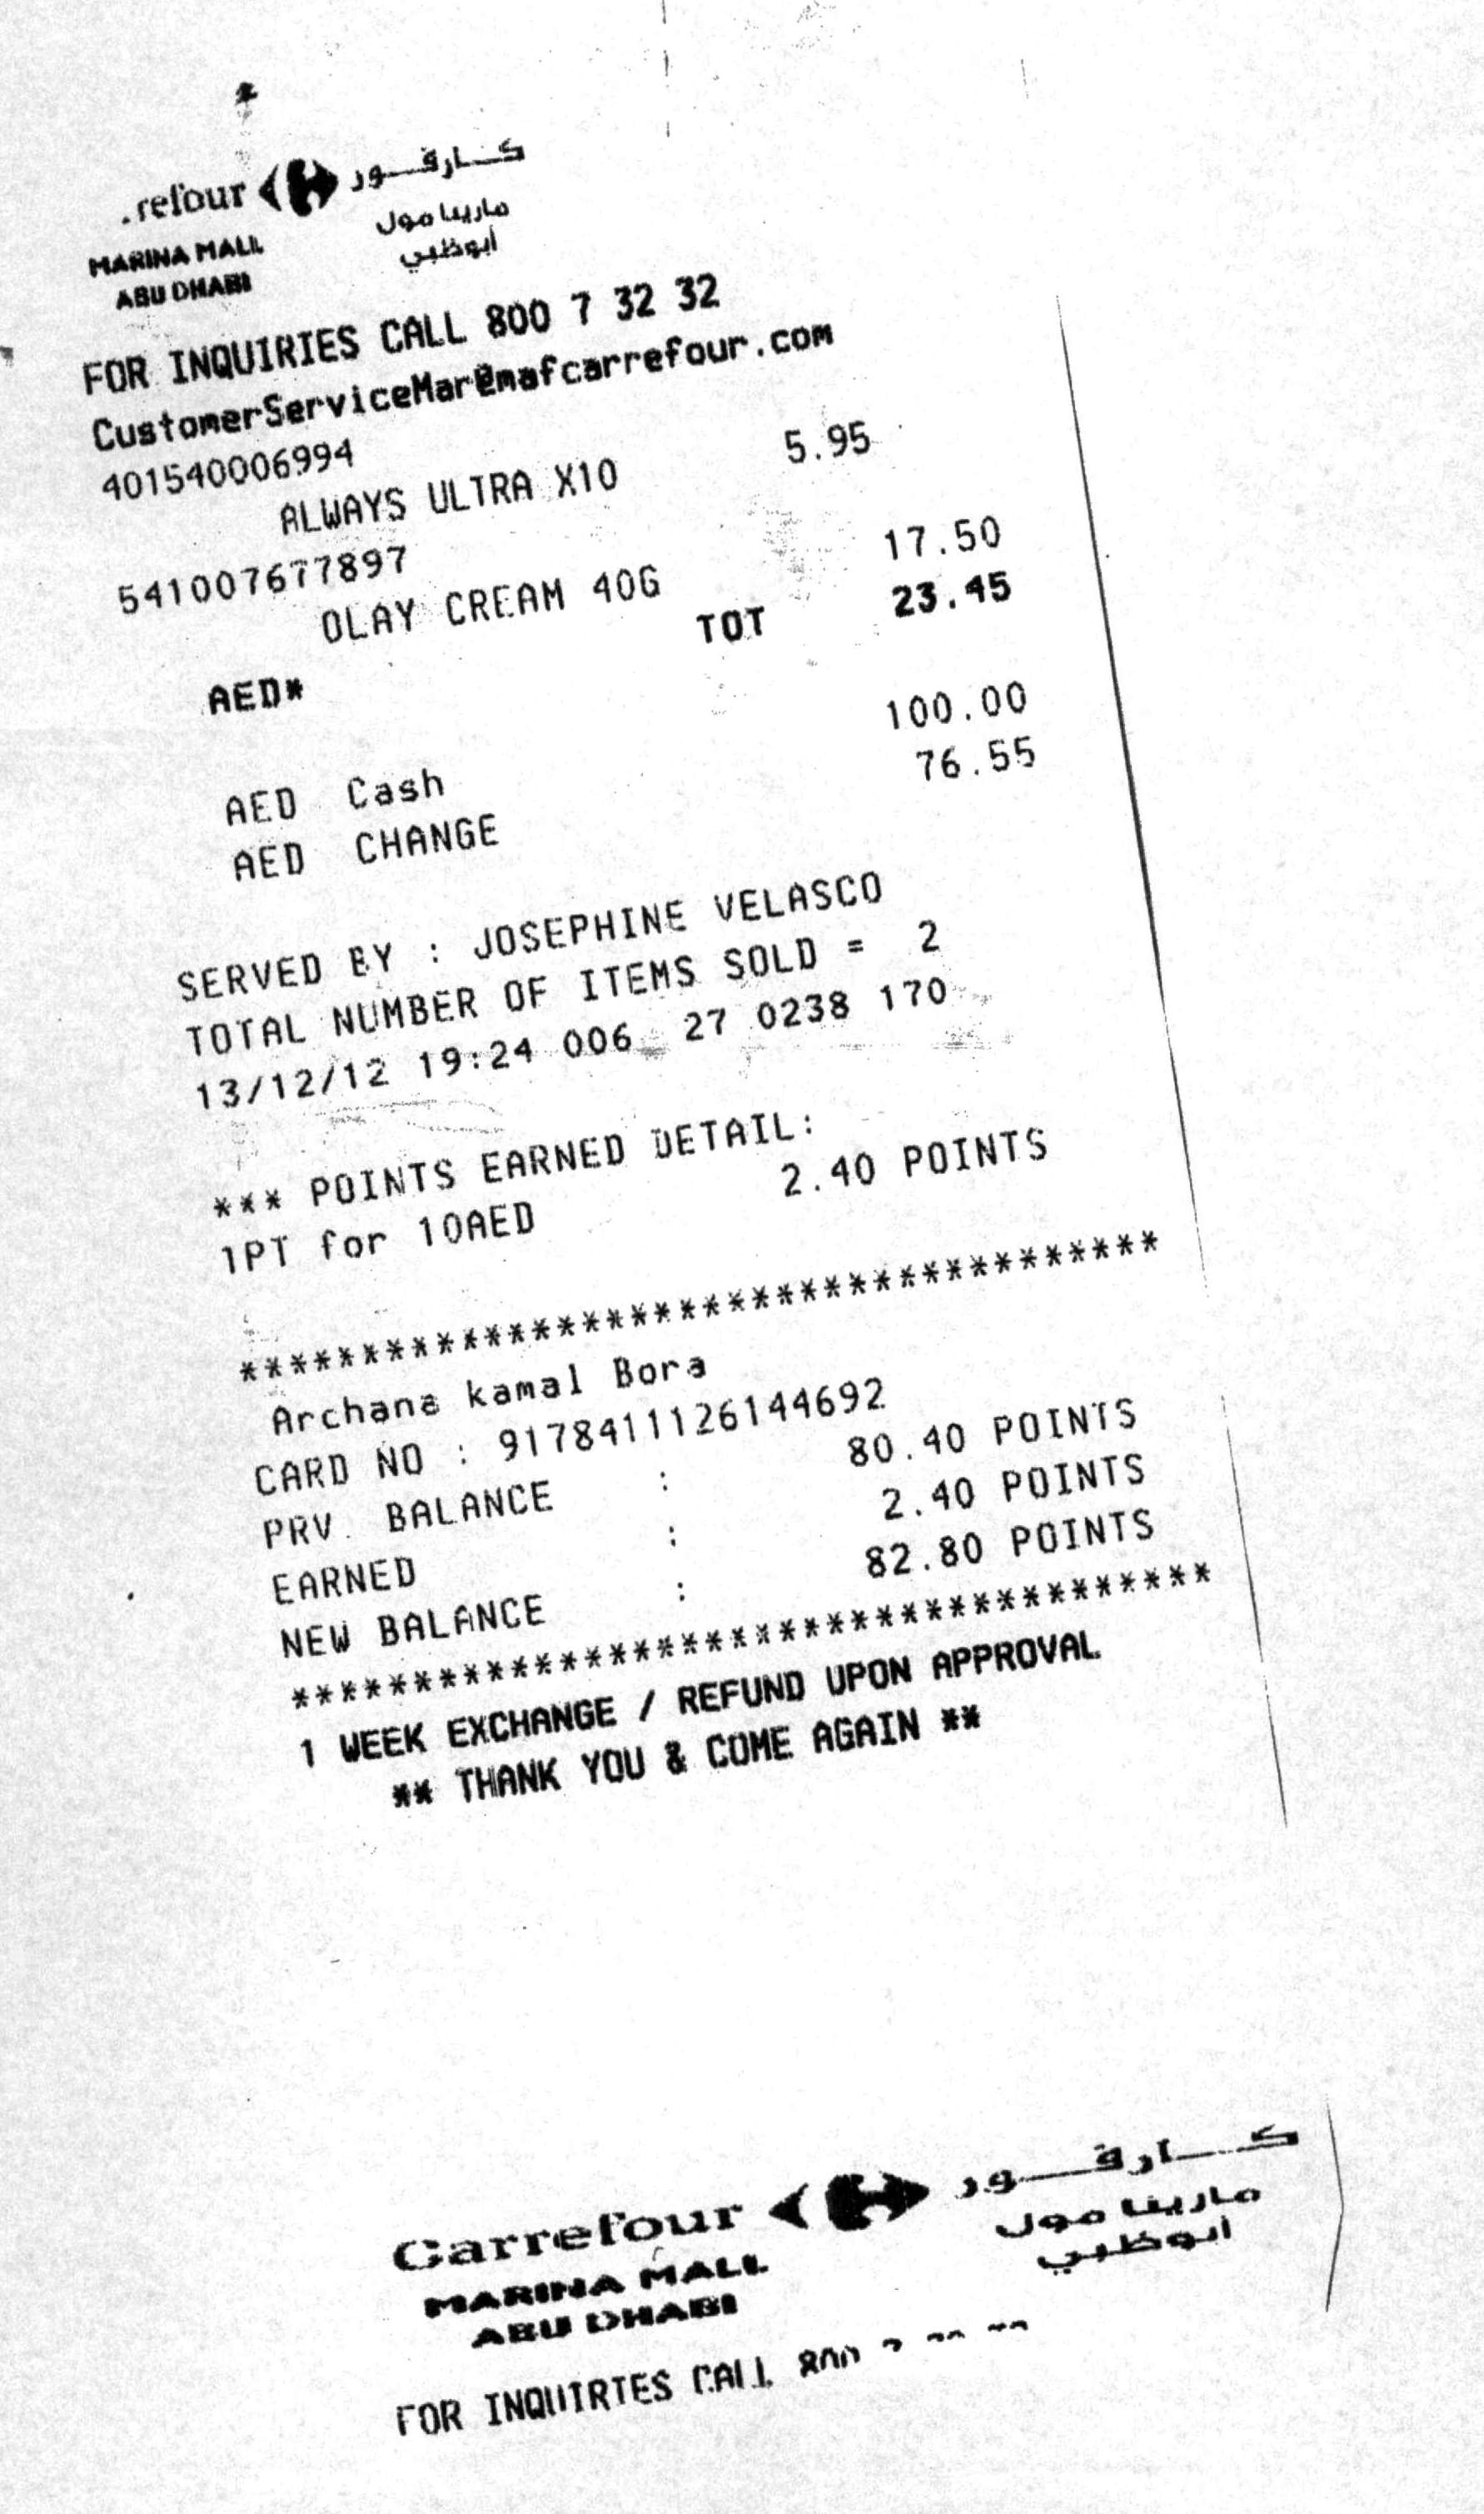 .refour كارفور
MARINA MALL مارينا مول
ABU DHABI أبوظبي
FOR INQUIRIES CALL 800 7 32 32
CustomerServiceMar@mafcarrefour.com
401540006994
ALWAYS ULTRA X10 5.95
541007677897
OLAY CREAM 40G 17.50
TOT 23.45
AED*
AED Cash 100.00
AED CHANGE 76.55
SERVED BY : JOSEPHINE VELASCO
TOTAL NUMBER OF ITEMS SOLD = 2
13/12/12 19:24 006 27 0238 170
*** POINTS EARNED DETAIL:
1PT for 10AED 2.40 POINTS
**************************************
Archana kamal Bora
CARD NO : 9178411126144692
PRV. BALANCE : 80.40 POINTS
EARNED : 2.40 POINTS
NEW BALANCE : 82.80 POINTS
**************************************
1 WEEK EXCHANGE / REFUND UPON APPROVAL
** THANK YOU & COME AGAIN **
Carrefour كارفور
MARINA MALL مارينا مول
ABU DHABI أبوظبي
FOR INQUIRIES CALL 800